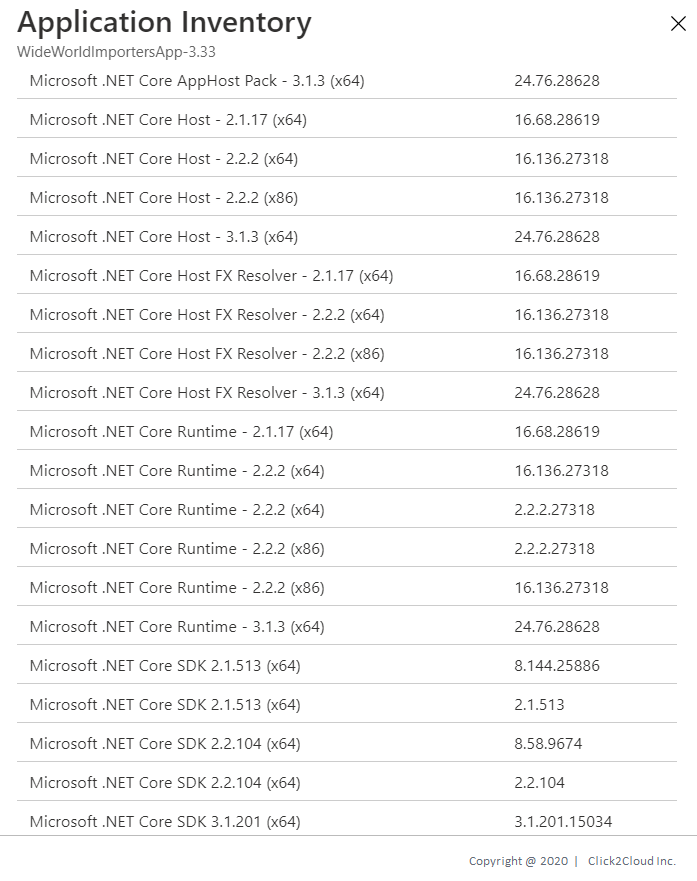 Application Inventory
WideWorldImportersApp-3.33
Microsoft .NET Core AppHost Pack - 3.1.3 (x64) 24.76.28628
Microsoft .NET Core Host - 2.1.17 (x64) 16.68.28619
Microsoft .NET Core Host - 2.2.2 (x64) 16.136.27318
Microsoft .NET Core Host - 2.2.2 (x86) 16.136.27318
Microsoft .NET Core Host - 3.1.3 (x64) 24.76.28628
Microsoft .NET Core Host FX Resolver - 2.1.17 (x64) 16.68.28619
Microsoft .NET Core Host FX Resolver - 2.2.2 (x64) 16.136.27318
Microsoft .NET Core Host FX Resolver - 2.2.2 (x86) 16.136.27318
Microsoft .NET Core Host FX Resolver - 3.1.3 (x64) 24.76.28628
Microsoft .NET Core Runtime - 2.1.17 (x64) 16.68.28619
Microsoft .NET Core Runtime - 2.2.2 (x64) 16.136.27318
Microsoft .NET Core Runtime - 2.2.2 (x64) 2.2.2.27318
Microsoft .NET Core Runtime - 2.2.2 (x86) 2.2.2.27318
Microsoft .NET Core Runtime - 2.2.2 (x86) 16.136.27318
Microsoft .NET Core Runtime - 3.1.3 (x64) 24.76.28628
Microsoft .NET Core SDK 2.1.513 (x64) 8.144.25886
Microsoft .NET Core SDK 2.1.513 (x64) 2.1.513
Microsoft .NET Core SDK 2.2.104 (x64) 8.58.9674
Microsoft .NET Core SDK 2.2.104 (x64) 2.2.104
Microsoft .NET Core SDK 3.1.201 (x64) 3.1.201.15034
Copyright @ 2020 | Click2Cloud Inc.